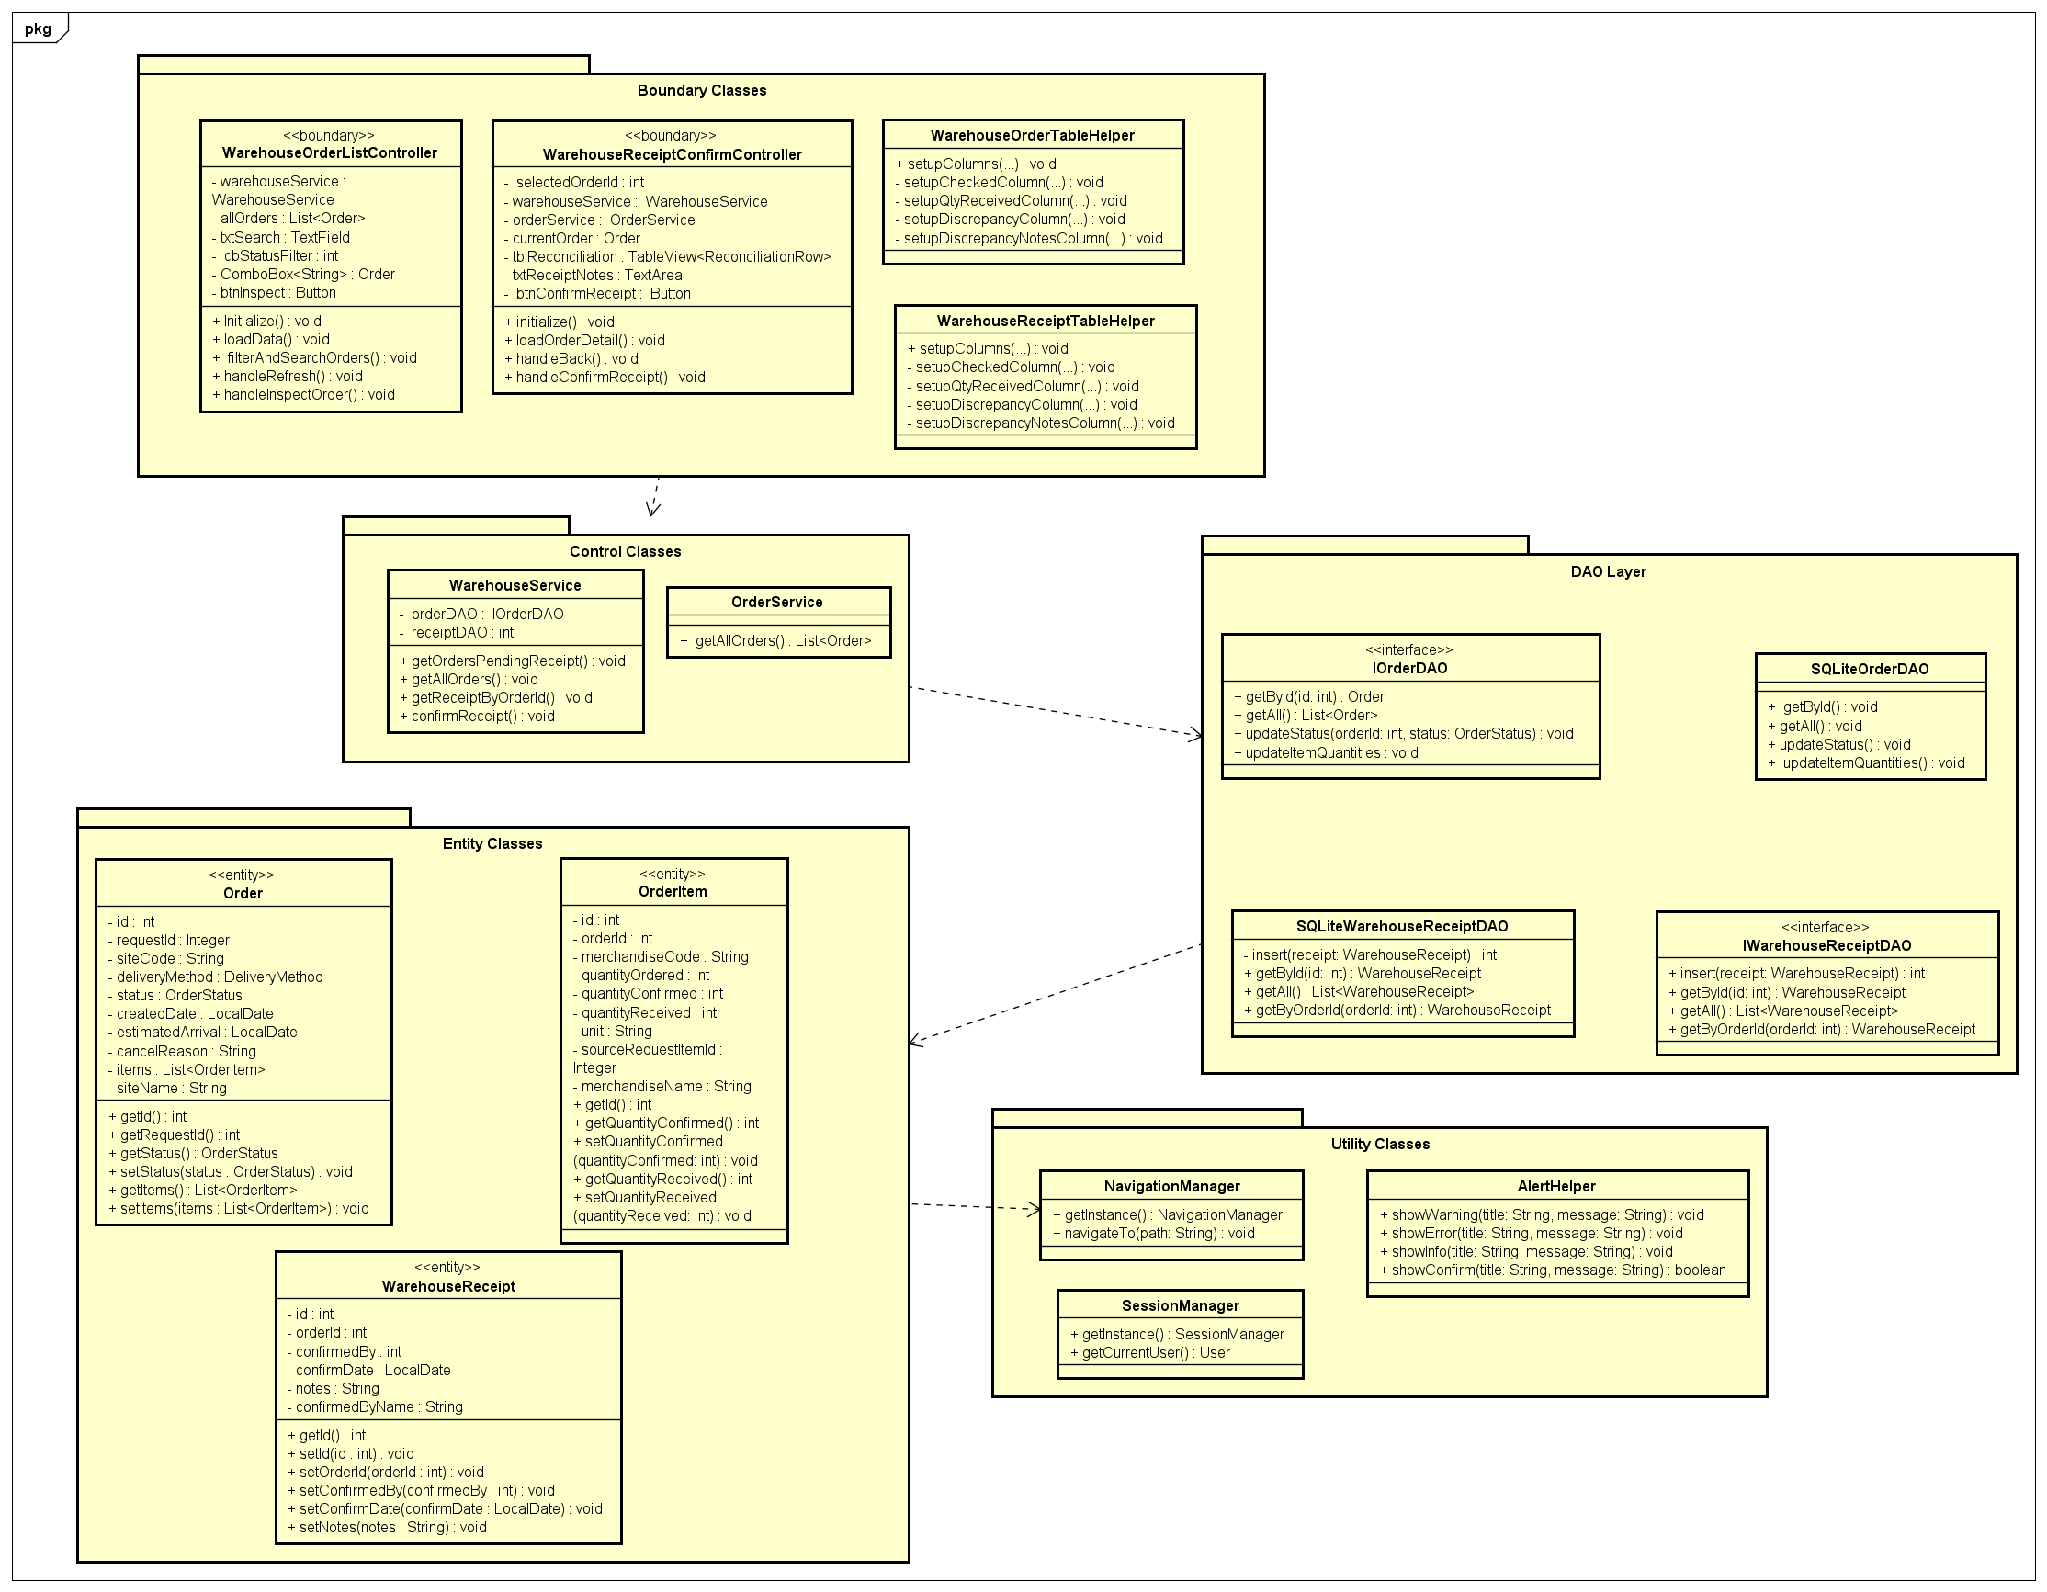 pkg
Boundary Classes
<<boundary>>
WarehouseOrderListController
- warehouseService :
WarehouseService
allOrders : List<Order>
- txtSearch : TextField
- cbStatusFilter : int
- ComboBox<String> : Order
- btnInspect : Button
+ Initialize() : void
+ loadData() : void
+ filterAndSearchOrders() : void
+ handleRefresh() : void
+ handleInspectOrder() : void
<<boundary>>
WarehouseReceiptConfirmController
- selectedOrderId : int
- warehouseService : WarehouseService
- orderService : OrderService
- currentOrder : Order
- tblReconciliation : TableView<ReconciliationRow>
txtReceiptNotes : TextArea
- btnConfirmReceipt : Button
+ initialize() : void
+ loadOrderDetail() : void
+ handleBack() : void
+ handleConfirmReceipt() : void
WarehouseOrderTableHelper
+ setupColumns(...) : void
- setupCheckedColumn(...) : void
- setupQtyReceivedColumn(...) : void
- setupDiscrepancyColumn(...) : void
- setupDiscrepancyNotesColumn(...) : void
WarehouseReceiptTableHelper
+ setupColumns(...) : void
- setupCheckedColumn(...) : void
- setupQtyReceivedColumn(...) : void
- setupDiscrepancyColumn(...) : void
- setupDiscrepancyNotesColumn(...) : void
Control Classes
WarehouseService
- orderDAO : IOrderDAO
- receiptDAO : int
+ getOrdersPendingReceipt() : void
+ getAllOrders() : void
+ getReceiptByOrderId() : void
+ confirmReceipt() : void
OrderService
+ getAllOrders() : List<Order>
DAO Layer
<<interface>>
IOrderDAO
+ getById(id: int) : Order
+ getAll() : List<Order>
+ updateStatus(orderId: int, status: OrderStatus) : void
+ updateItemQuantities : void
SQLiteOrderDAO
+ getById() : void
+ getAll() : void
+ updateStatus() : void
+ updateItemQuantities() : void
SQLiteWarehouseReceiptDAO
- insert(receipt: WarehouseReceipt) : int
+ getById(id: int) : WarehouseReceipt
+ getAll() : List<WarehouseReceipt>
+ getByOrderId(orderId: int) : WarehouseReceipt
<<interface>>
IWarehouseReceiptDAO
+ insert(receipt: WarehouseReceipt) : int
+ getById(id: int) : WarehouseReceipt
+ getAll() : List<WarehouseReceipt>
+ getByOrderId(orderId: int) : WarehouseReceipt
Entity Classes
<<entity>>
Order
- id : int
- requestId : Integer
- siteCode : String
- deliveryMethod : DeliveryMethod
- status : OrderStatus
- createdDate : LocalDate
- estimatedArrival : LocalDate
- cancelReason : String
- items : List<OrderItem>
siteName : String
+ getId() : int
+ getRequestId() : int
+ getStatus() : OrderStatus
+ setStatus(status : OrderStatus) : void
+ getItems() : List<OrderItem>
+ setItems(items : List<OrderItem>) : void
<<entity>>
OrderItem
- id : int
- orderId : int
- merchandiseCode : String
quantityOrdered : int
- quantityConfirmed : int
- quantityReceived : int
unit : String
- sourceRequestItemId :
Integer
- merchandiseName : String
+ getId() : int
+ getQuantityConfirmed() : int
+ setQuantityConfirmed
(quantityConfirmed: int) : void
+ getQuantityReceived() : int
+ setQuantityReceived
(quantityReceived: int) : void
<<entity>>
WarehouseReceipt
- id : int
- orderId : int
- confirmedBy : int
confirmDate : LocalDate
- notes : String
- confirmedByName : String
+ getId() : int
+ setId(id : int) : void
+ setOrderId(orderId : int) : void
+ setConfirmedBy(confirmedBy : int) : void
+ setConfirmDate(confirmDate : LocalDate) : void
+ setNotes(notes : String) : void
Utility Classes
NavigationManager
+ getInstance() : NavigationManager
+ navigateTo(path: String) : void
AlertHelper
+ showWarning(title: String, message: String) : void
+ showError(title: String, message: String) : void
+ showInfo(title: String, message: String) : void
+ showConfirm(title: String, message: String) : boolean
SessionManager
+ getInstance() : SessionManager
+ getCurrentUser() : User